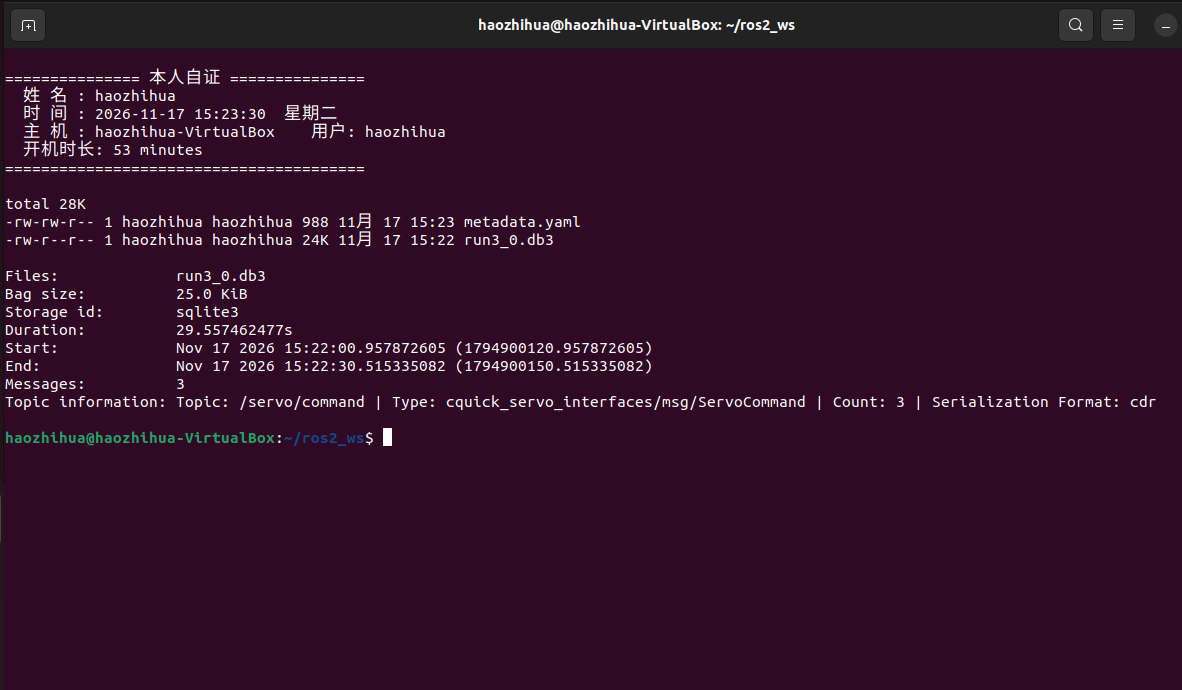 haozhihua@haozhihua-VirtualBox: ~/ros2_ws
=============== 本人自证 ===============
姓 名 : haozhihua
时 间 : 2026-11-17 15:23:30  星期二
主 机 : haozhihua-VirtualBox    用户: haozhihua
开机时长: 53 minutes
========================================
total 28K
-rw-rw-r-- 1 haozhihua haozhihua 988 11月 17 15:23 metadata.yaml
-rw-r--r-- 1 haozhihua haozhihua 24K 11月 17 15:22 run3_0.db3
Files:             run3_0.db3
Bag size:          25.0 KiB
Storage id:        sqlite3
Duration:          29.557462477s
Start:             Nov 17 2026 15:22:00.957872605 (1794900120.957872605)
End:               Nov 17 2026 15:22:30.515335082 (1794900150.515335082)
Messages:          3
Topic information: Topic: /servo/command | Type: cquick_servo_interfaces/msg/ServoCommand | Count: 3 | Serialization Format: cdr
haozhihua@haozhihua-VirtualBox:~/ros2_ws$